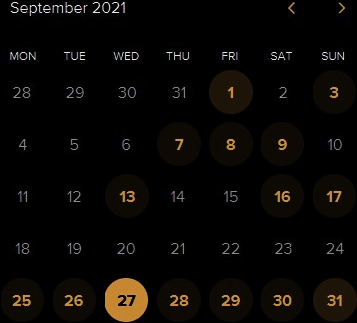 September 2021
MON TUE WED THU FRI SAT SUN
28 29 30 31 1 2 3
4 5 6 7 8 9 10
11 12 13 14 15 16 17
18 19 20 21 22 23 24
25 26 27 28 29 30 31